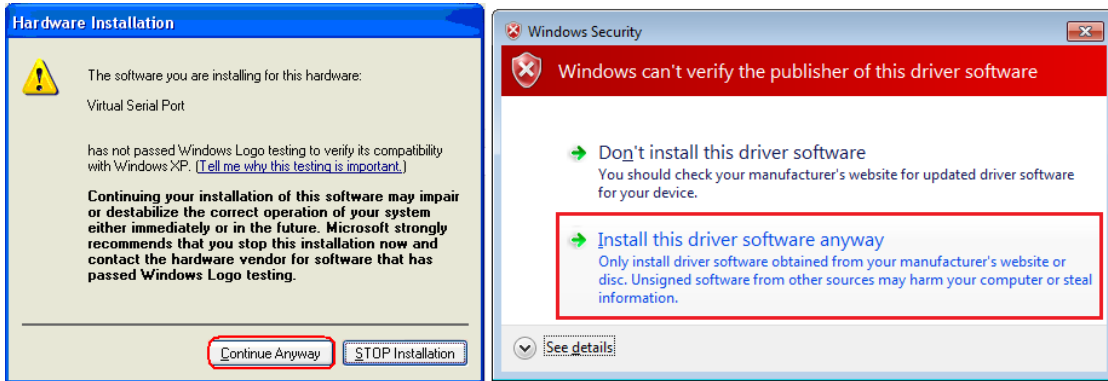 Hardware Installation
The software you are installing for this hardware:
Virtual Serial Port
has not passed Windows Logo testing to verify its compatibility
with Windows XP. (Tell me why this testing is important.)
Continuing your installation of this software may impair
or destabilize the correct operation of your system
either immediately or in the future. Microsoft strongly
recommends that you stop this installation now and
contact the hardware vendor for software that has
passed Windows Logo testing.
Continue Anyway
STOP Installation
Windows Security
Windows can't verify the publisher of this driver software
Don't install this driver software
You should check your manufacturer's website for updated driver software
for your device.
Install this driver software anyway
Only install driver software obtained from your manufacturer's website or
disc. Unsigned software from other sources may harm your computer or steal
information.
See details